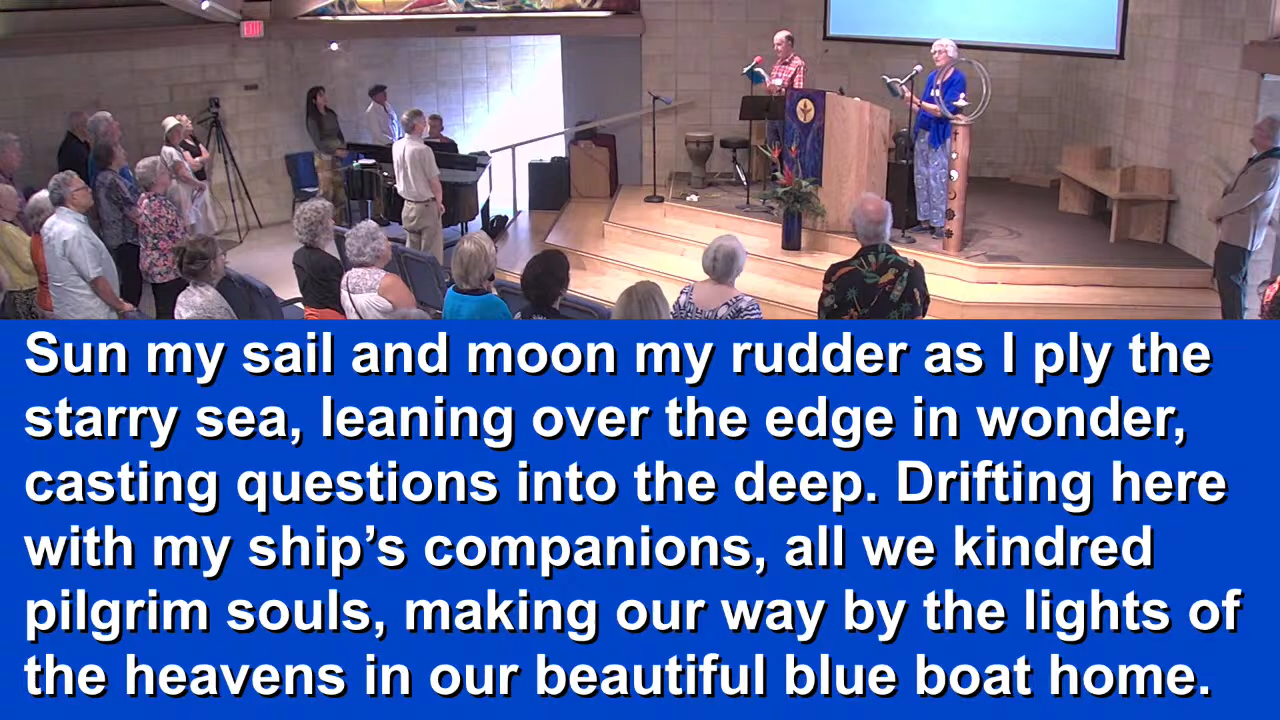 Sun my sail and moon my rudder as I ply the
starry sea, leaning over the edge in wonder,
casting questions into the deep. Drifting here
with my ship’s companions, all we kindred
pilgrim souls, making our way by the lights of
the heavens in our beautiful blue boat home.